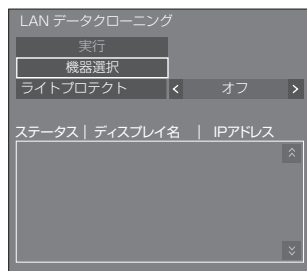 LAN データクローニング
実行
機器選択
ライトプロテクト < オフ >
ステータス | ディスプレイ名 | IPアドレス